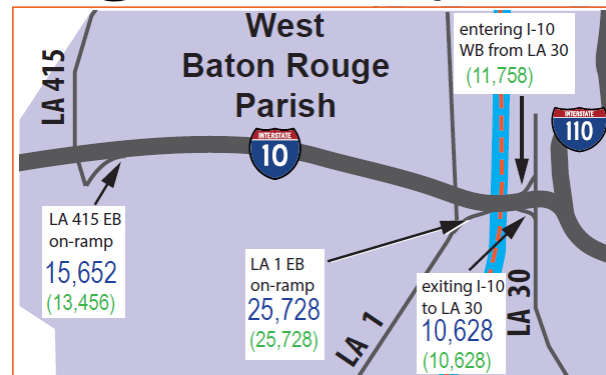 West
Baton Rouge
Parish
LA 415
entering I-10
WB from LA 30
(11,758)
INTERSTATE
10
INTERSTATE
110
LA 415 EB
on-ramp
15,652
(13,456)
LA 1 EB
on-ramp
25,728
(25,728)
LA 1
exiting I-10
to LA 30
10,628
(10,628)
LA 30